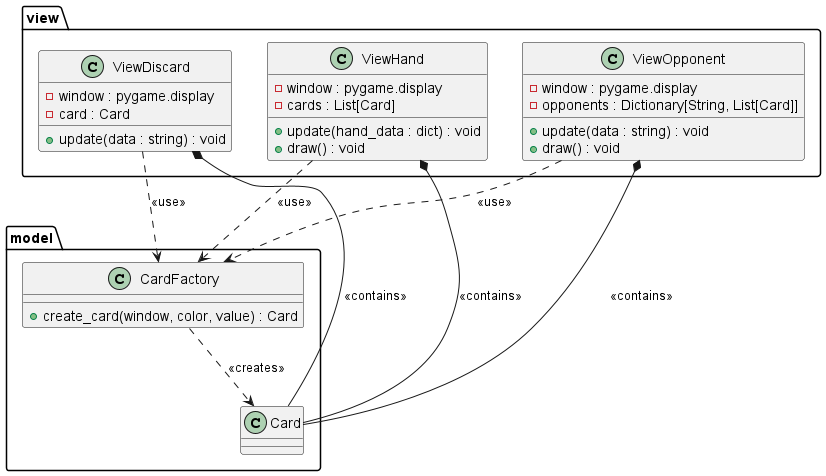 view
C ViewDiscard
window : pygame.display
card : Card
update(data : string) : void
C ViewHand
window : pygame.display
cards : List[Card]
update(hand_data : dict) : void
draw() : void
C ViewOpponent
window : pygame.display
opponents : Dictionary[String, List[Card]]
update(data : string) : void
draw() : void
«use»
«use»
«use»
model
C CardFactory
create_card(window, color, value) : Card
«contains»
«contains»
«contains»
«creates»
C Card